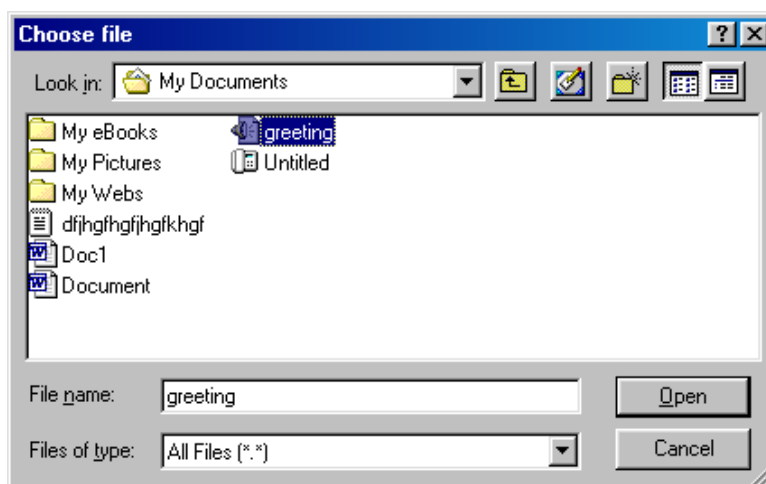 Choose file
Look in: My Documents
My eBooks
My Pictures
My Webs
dfjhgfhgfjhgfkhgf
Doc1
Document
greeting
Untitled
File name: greeting Open
Files of type: All Files (*.*) Cancel